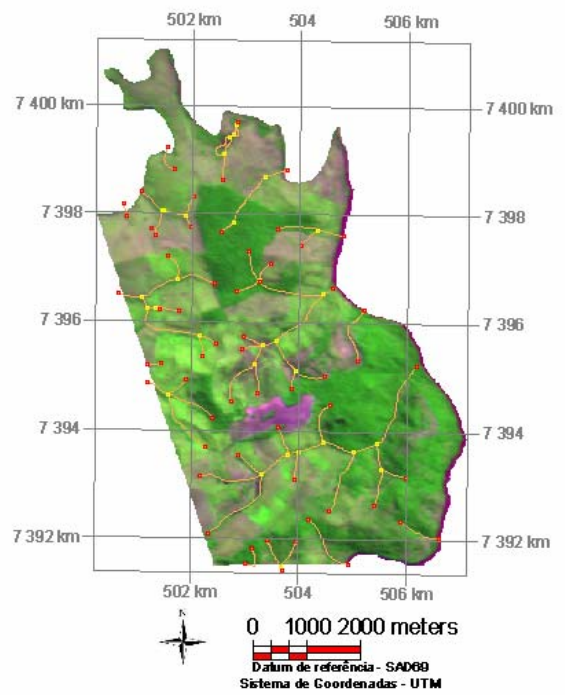 502 km 504 506 km
7 400 km 7 400 km
7 398 7 398
7 396 7 396
7 394 7 394
7 392 km 7 392 km
502 km 504 506 km
N
0 1000 2000 meters
Datum de referência - SAD69
Sistema de Coordenadas - UTM